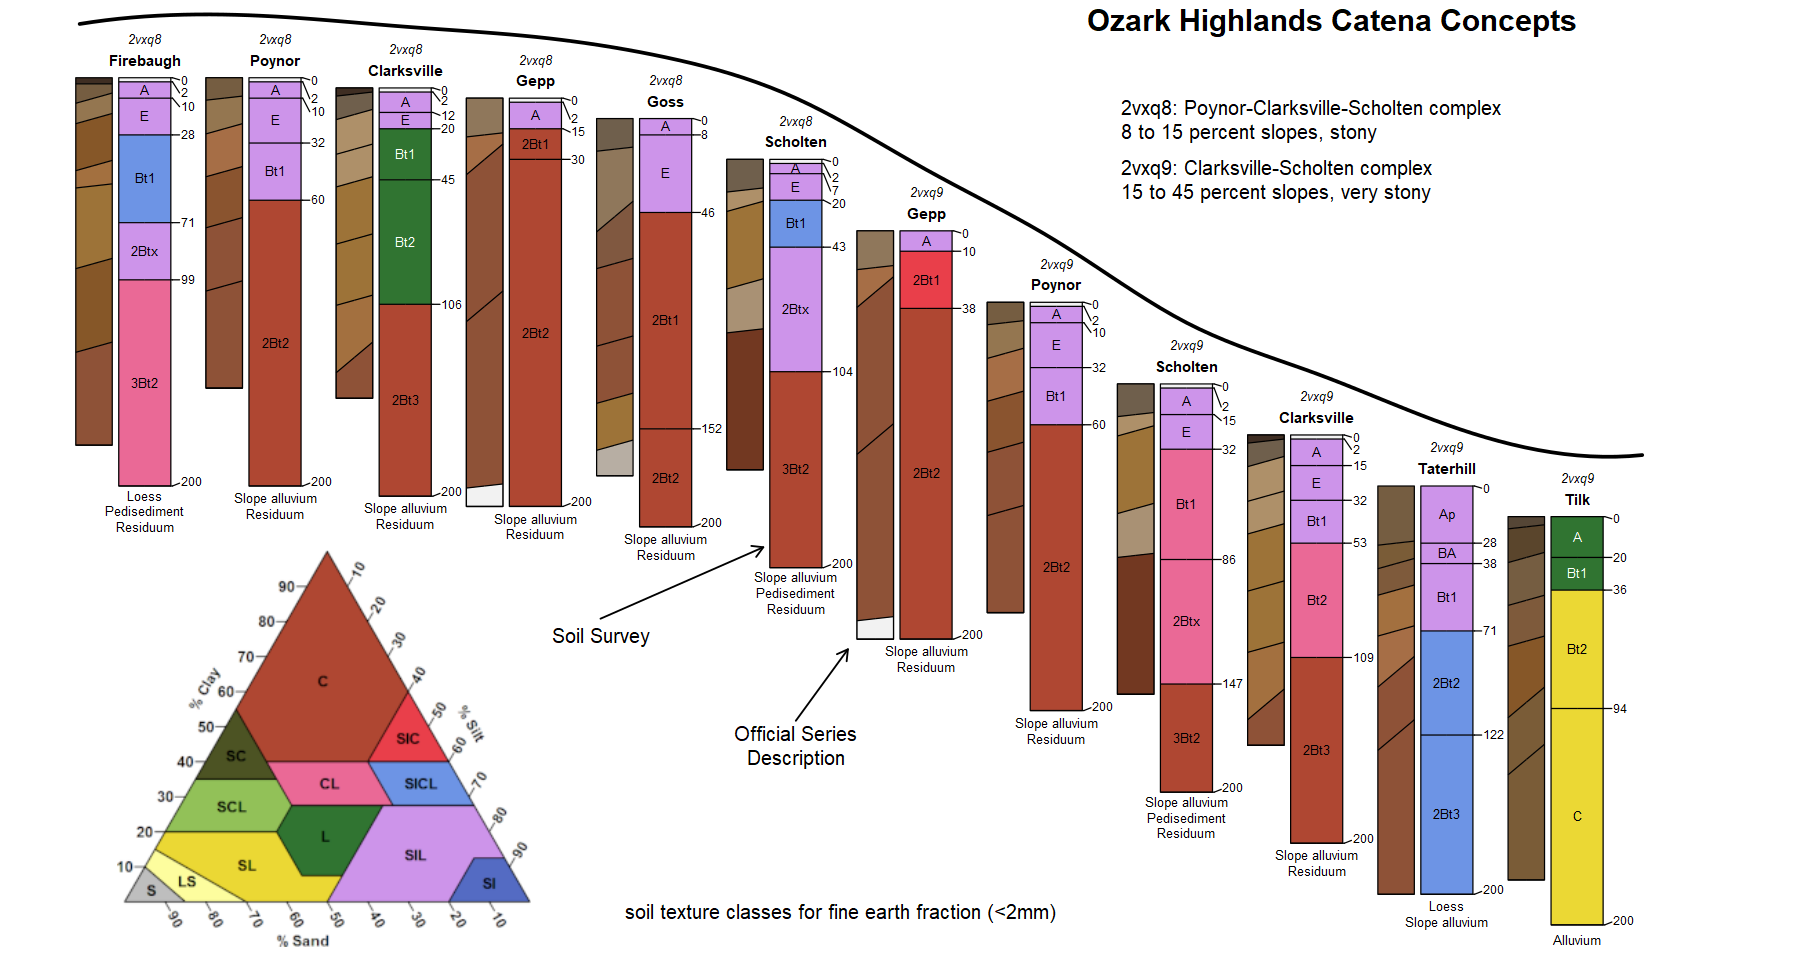 Ozark Highlands Catena Concepts
2vxq8: Poynor-Clarksville-Scholten complex
8 to 15 percent slopes, stony
2vxq9: Clarksville-Scholten complex
15 to 45 percent slopes, very stony
2vxq8
Firebaugh
0
A
2
10
E
28
Bt1
71
2Btx
99
3Bt2
200
Loess
Pedisediment
Residuum
2vxq8
Poynor
0
A
2
10
E
32
Bt1
60
2Bt2
200
Slope alluvium
Residuum
2vxq8
Clarksville
0
A
2
12
E
20
Bt1
45
Bt2
106
2Bt3
200
Slope alluvium
Residuum
2vxq8
Gepp
0
A
2
15
2Bt1
30
2Bt2
200
Slope alluvium
Residuum
2vxq8
Goss
0
A
8
E
46
2Bt1
152
2Bt2
200
Slope alluvium
Residuum
2vxq8
Scholten
0
A
2
7
E
20
Bt1
43
2Btx
104
3Bt2
200
Slope alluvium
Pedisediment
Residuum
2vxq9
Gepp
0
A
10
2Bt1
38
2Bt2
200
Slope alluvium
Residuum
2vxq9
Poynor
0
A
2
10
E
32
Bt1
60
2Bt2
200
Slope alluvium
Residuum
2vxq9
Scholten
0
A
2
15
E
32
Bt1
86
2Btx
147
3Bt2
200
Slope alluvium
Pedisediment
Residuum
2vxq9
Clarksville
0
A
2
15
E
32
Bt1
53
Bt2
109
2Bt3
200
Slope alluvium
Residuum
2vxq9
Taterhill
0
Ap
28
BA
38
Bt1
71
2Bt2
122
2Bt3
200
Loess
Slope alluvium
2vxq9
Tilk
0
A
20
Bt1
36
Bt2
94
C
200
Alluvium
Soil Survey
Official Series
Description
% Clay
90
80
70
60
50
40
30
20
10
% Silt
10
20
30
40
50
60
70
80
90
C
SC
SIC
CL
SICL
SCL
L
SL
SIL
LS
S
SI
90
80
70
60
50
40
30
20
10
% Sand
soil texture classes for fine earth fraction (<2mm)